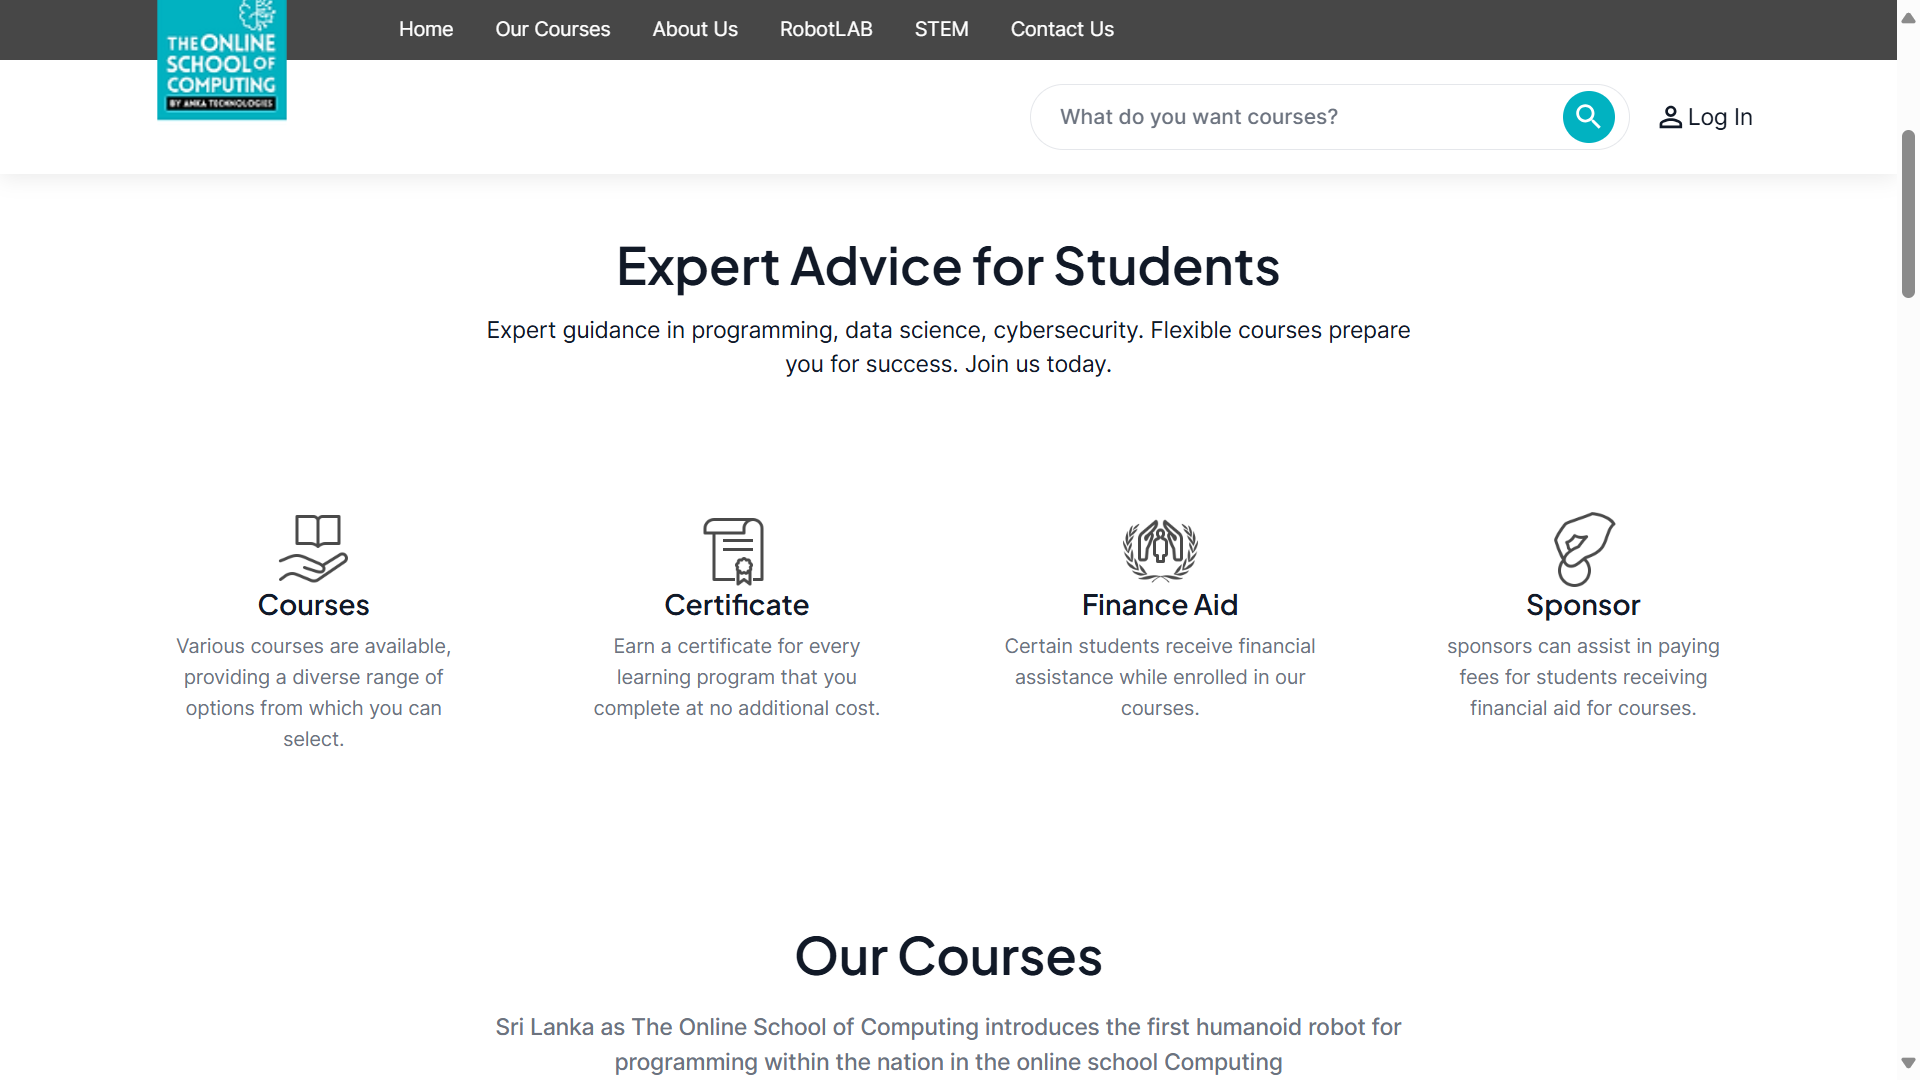 THE ONLINE
SCHOOL OF
COMPUTING
BY ANKA TECHNOLOGIES
Home Our Courses About Us RobotLAB STEM Contact Us
What do you want courses?
Log In
Expert Advice for Students
Expert guidance in programming, data science, cybersecurity. Flexible courses prepare
you for success. Join us today.
Courses
Various courses are available,
providing a diverse range of
options from which you can
select.
Certificate
Earn a certificate for every
learning program that you
complete at no additional cost.
Finance Aid
Certain students receive financial
assistance while enrolled in our
courses.
Sponsor
sponsors can assist in paying
fees for students receiving
financial aid for courses.
Our Courses
Sri Lanka as The Online School of Computing introduces the first humanoid robot for
programming within the nation in the online school Computing